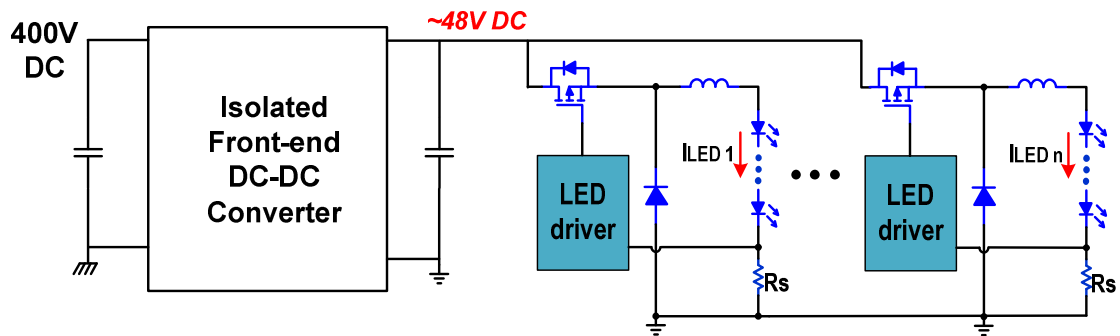 400V
DC
Isolated
Front-end
DC-DC
Converter
~48V DC
LED
driver
ILED 1
Rs
LED
driver
ILED n
Rs